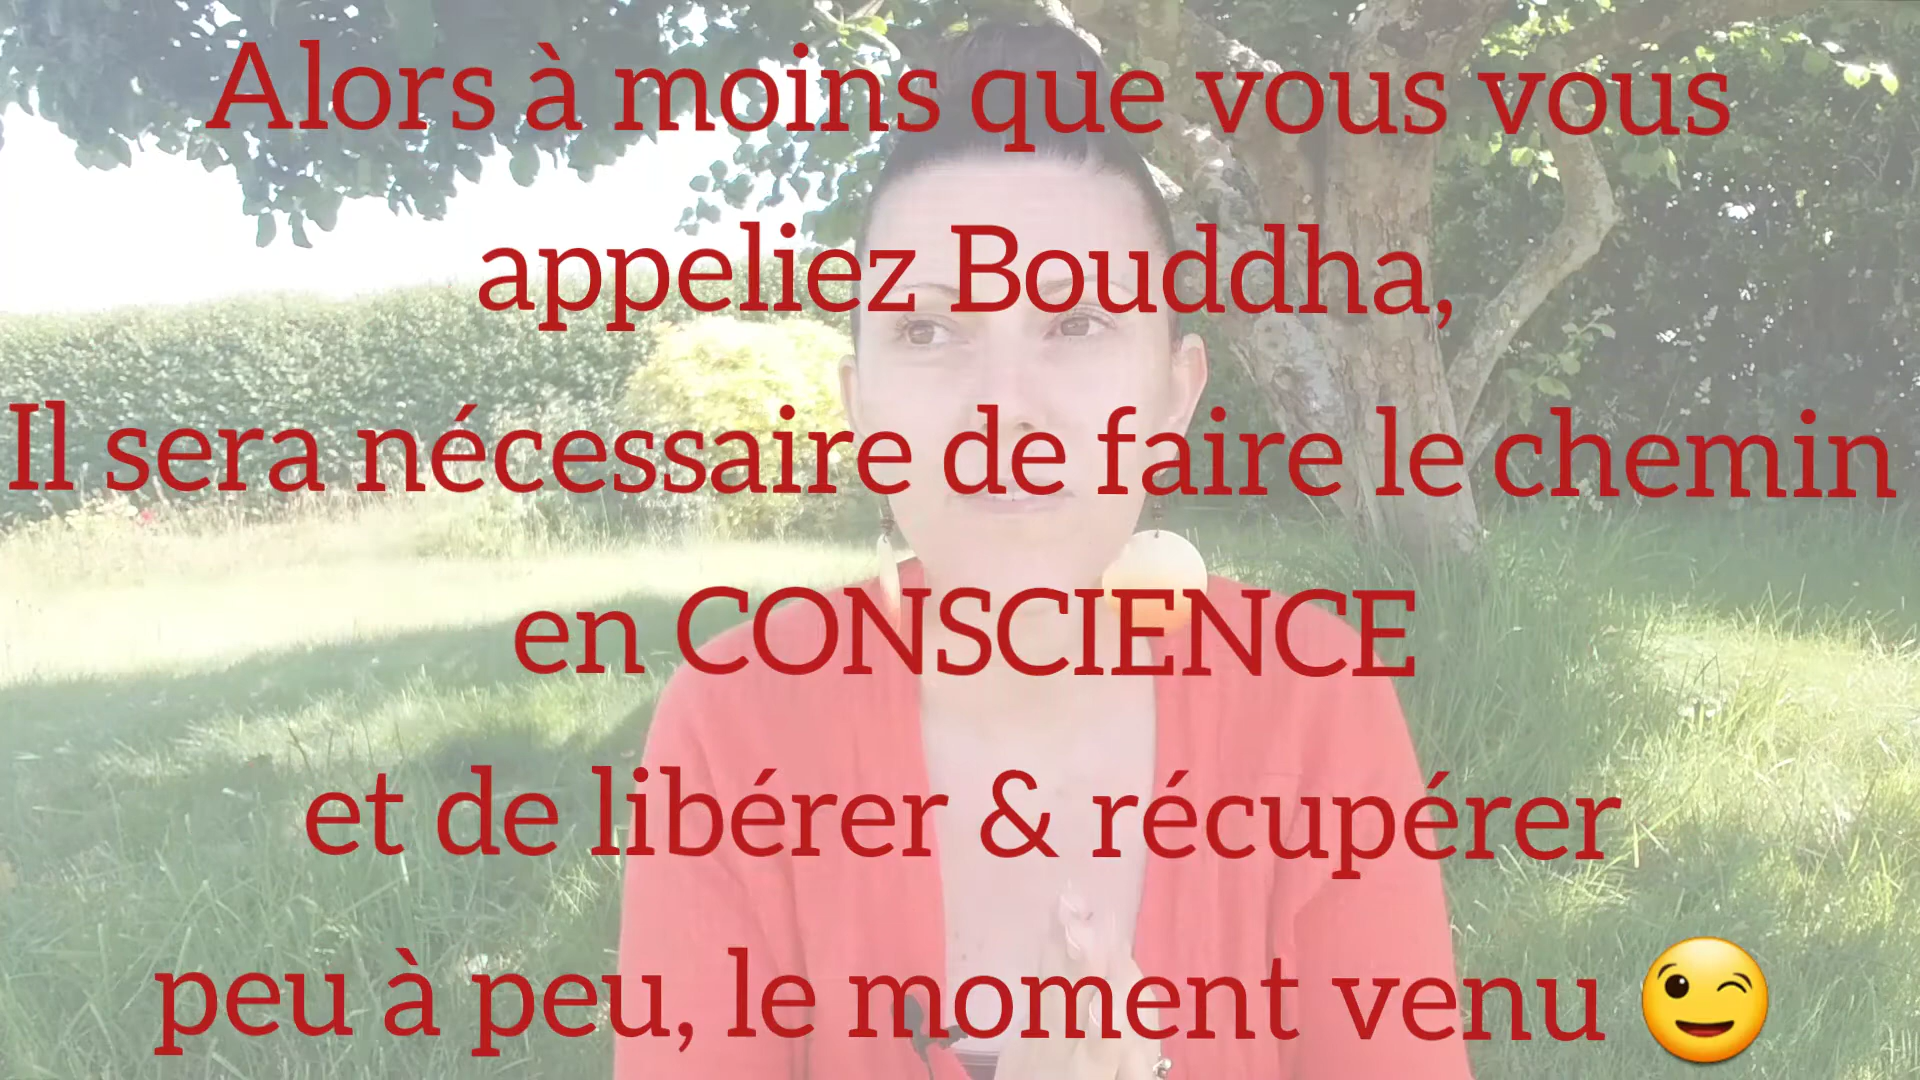 Alors à moins que vous vous
appeliez Bouddha,
Il sera nécessaire de faire le chemin
en CONSCIENCE
et de libérer & récupérer
peu à peu, le moment venu 😉